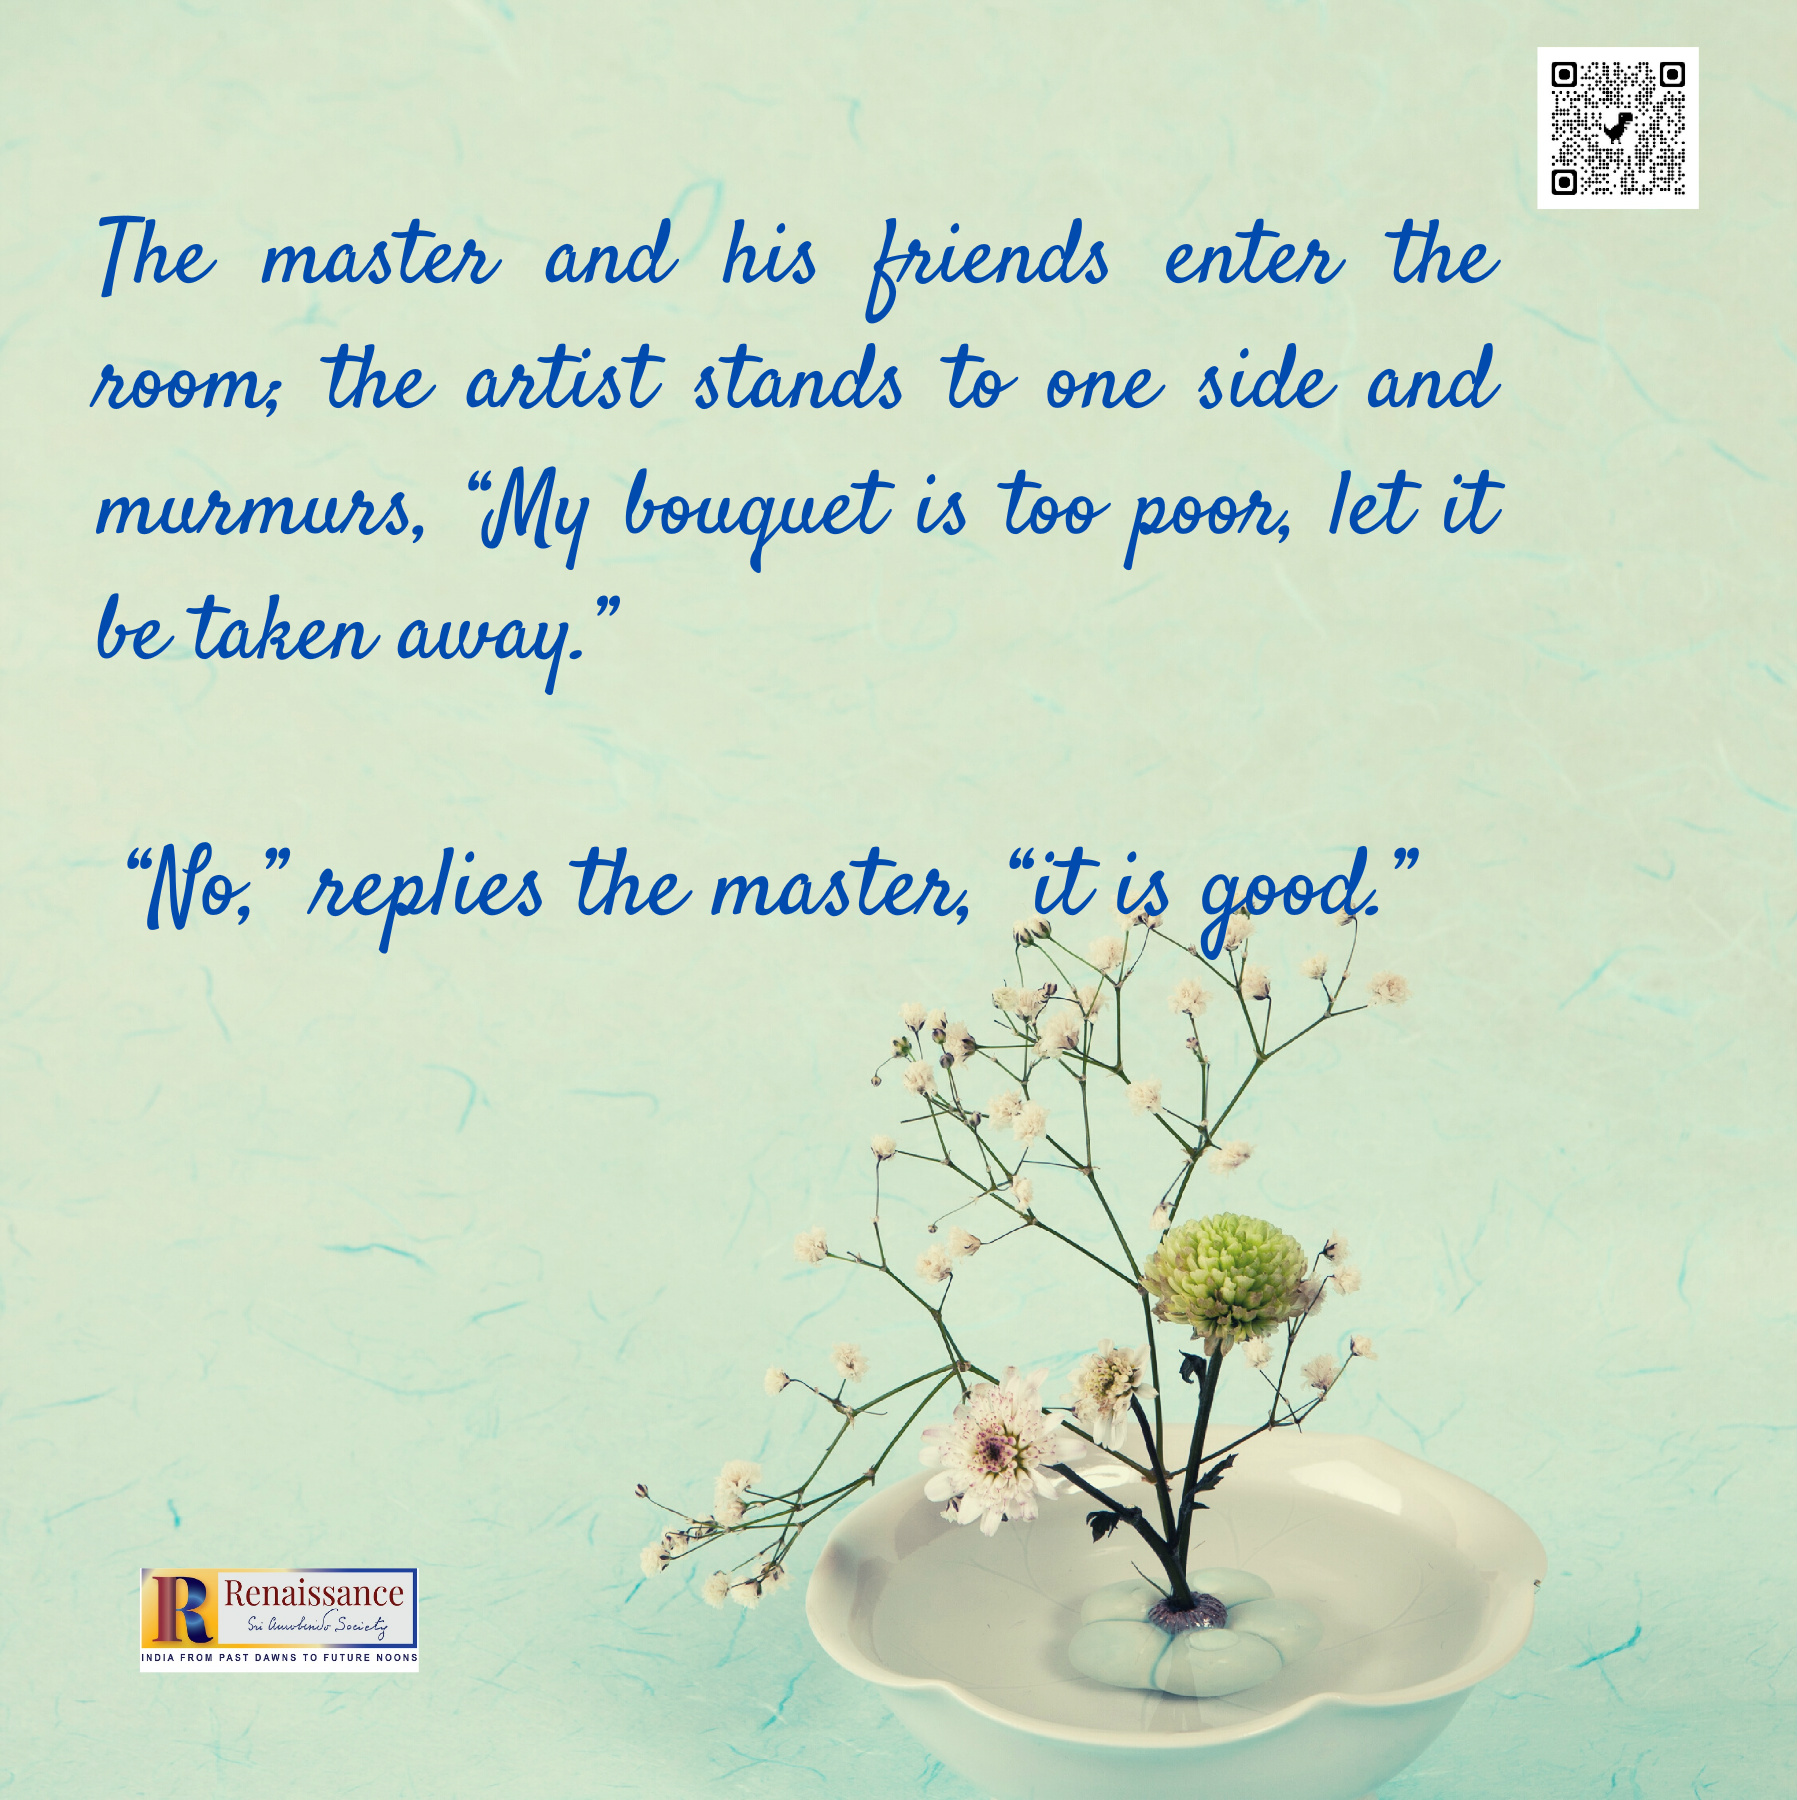 The master and his friends enter the
room; the artist stands to one side and
murmurs, “My bouquet is too poor, let it
be taken away.”
“No,” replies the master, “it is good.”
R Renaissance
Sri Aurobindo Society
INDIA FROM PAST DAWNS TO FUTURE NOONS